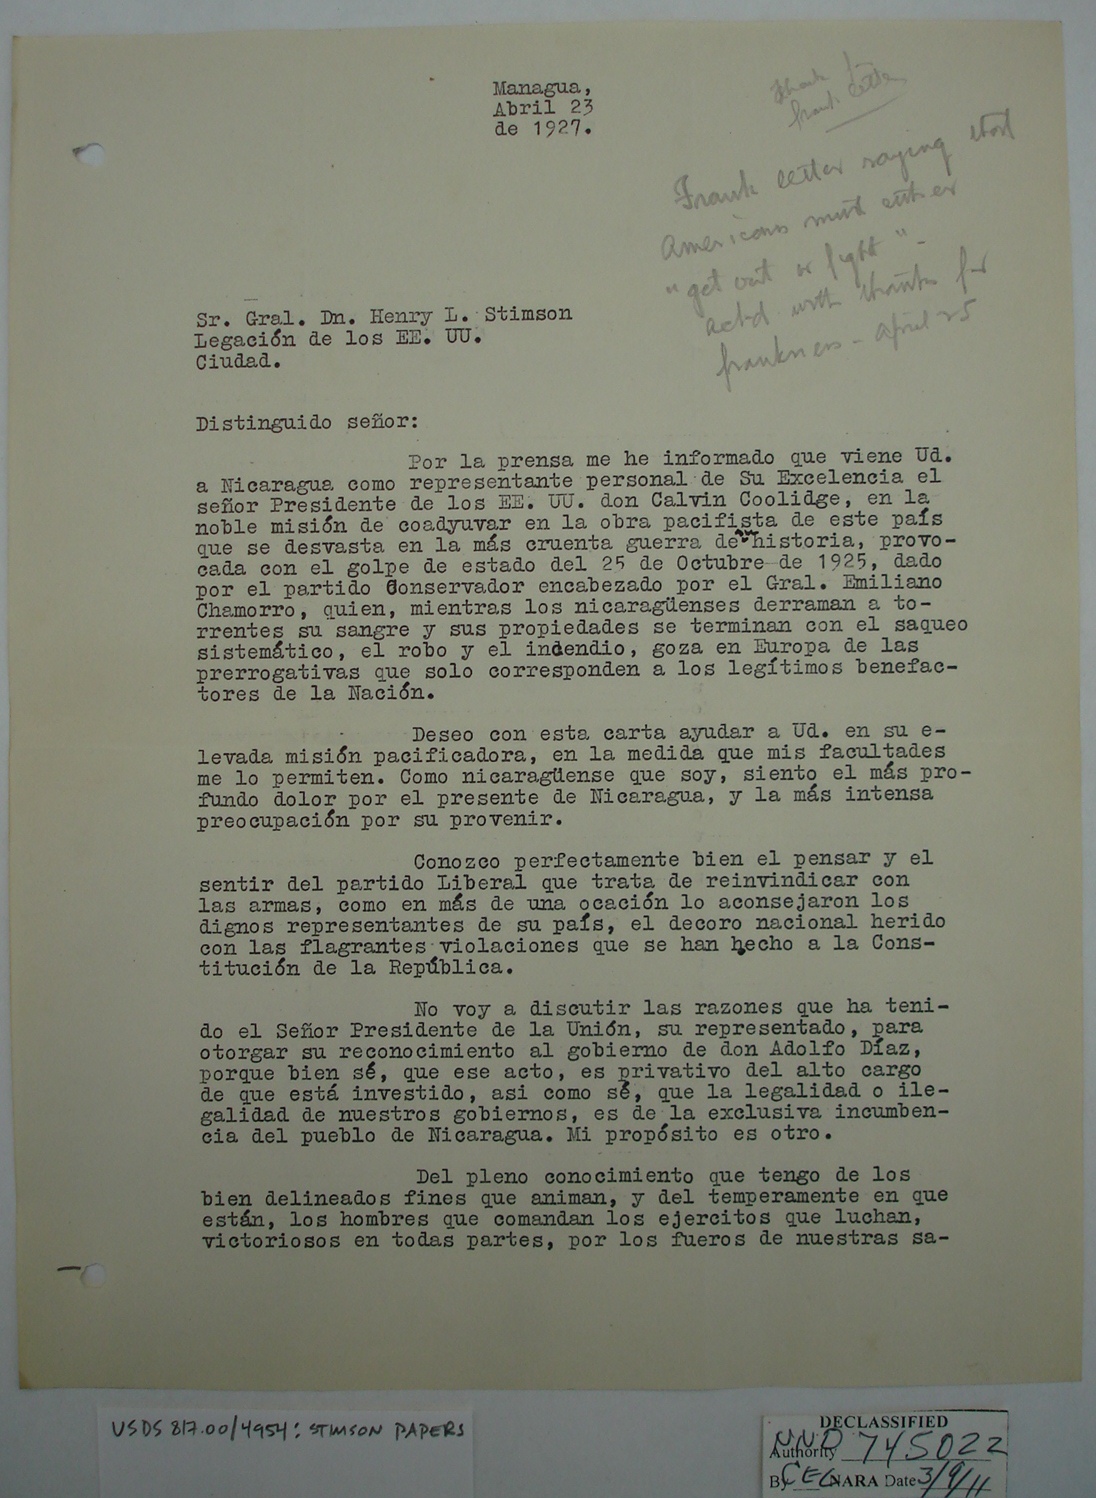 Managua,
Abril 23
de 1927.
thank for
frank letter
Frank letter saying that
Americans must either
"get out or fight" -
ack'd with thanks for
frankness - April 25
Sr. Gral. Dn. Henry L. Stimson
Legación de los EE. UU.
Ciudad.
Distinguido señor:
Por la prensa me he informado que viene Ud.
a Nicaragua como representante personal de Su Excelencia el
señor Presidente de los EE. UU. don Calvin Coolidge, en la
noble misión de coadyuvar en la obra pacifista de este país
que se desvasta en la más cruenta guerra de historia, provo-
cada con el golpe de estado del 25 de Octubre de 1925, dado
por el partido Conservador encabezado por el Gral. Emiliano
Chamorro, quien, mientras los nicaragüenses derraman a to-
rrentes su sangre y sus propiedades se terminan con el saqueo
sistemático, el robo y el indendio, goza en Europa de las
prerrogativas que solo corresponden a los legítimos benefac-
tores de la Nación.
Deseo con esta carta ayudar a Ud. en su e-
levada misión pacificadora, en la medida que mis facultades
me lo permiten. Como nicaragüense que soy, siento el más pro-
fundo dolor por el presente de Nicaragua, y la más intensa
preocupación por su provenir.
Conozco perfectamente bien el pensar y el
sentir del partido Liberal que trata de reinvindicar con
las armas, como en más de una ocación lo aconsejaron los
dignos representantes de su país, el decoro nacional herido
con las flagrantes violaciones que se han hecho a la Cons-
titución de la República.
No voy a discutir las razones que ha teni-
do el Señor Presidente de la Unión, su representado, para
otorgar su reconocimiento al gobierno de don Adolfo Díaz,
porque bien sé, que ese acto, es privativo del alto cargo
de que está investido, asi como sé, que la legalidad o ile-
galidad de nuestros gobiernos, es de la exclusiva incumben-
cia del pueblo de Nicaragua. Mi propósito es otro.
Del pleno conocimiento que tengo de los
bien delineados fines que animan, y del temperamente en que
están, los hombres que comandan los ejercitos que luchan,
victoriosos en todas partes, por los fueros de nuestras sa-
USDS 817.00/4954: STIMSON PAPERS
DECLASSIFIED
Authority NND 745022
By CEC NARA Date 3/9/11